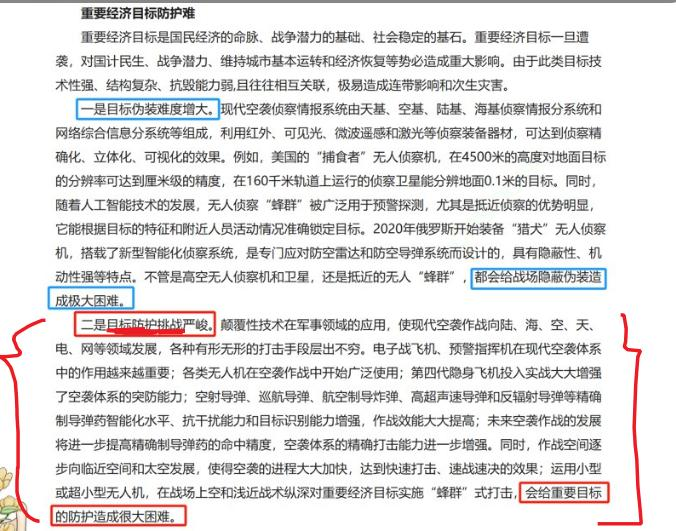 重要经济目标防护难
重要经济目标是国民经济的命脉、战争潜力的基础、社会稳定的基石。重要经济目标一旦遭
袭，对国计民生、战争潜力、维持城市基本运转和经济恢复等势必造成重大影响。由于此类目标技
术性强、结构复杂、抗毁能力弱,且往往相互关联，极易造成连带影响和次生灾害。
一是目标伪装难度增大。现代空袭侦察情报系统由天基、空基、陆基、海基侦察情报分系统和
网络综合信息分系统等组成，利用红外、可见光、微波遥感和激光等侦察装备器材，可达到侦察精
确化、立体化、可视化的效果。例如，美国的“捕食者”无人侦察机，在4500米的高度对地面目标
的分辨率可达到厘米级的精度，在160千米轨道上运行的侦察卫星能分辨地面0.1米的目标。同时，
随着人工智能技术的发展，无人侦察“蜂群”被广泛用于预警探测，尤其是抵近侦察的优势明显，
它能根据目标的特征和附近人员活动情况准确锁定目标。2020年俄罗斯开始装备“猎犬”无人侦察
机，搭载了新型智能化侦察系统，是专门应对防空雷达和防空导弹系统而设计的，具有隐蔽性、机
动性强等特点。不管是高空无人侦察机和卫星，还是抵近的无人“蜂群”，都会给战场隐蔽伪装造
成极大困难。
二是目标防护挑战严峻。颠覆性技术在军事领域的应用，使现代空袭作战向陆、海、空、天、
电、网等领域发展，各种有形无形的打击手段层出不穷。电子战飞机、预警指挥机在现代空袭体系
中的作用越来越重要；各类无人机在空袭作战中开始广泛使用；第四代隐身飞机投入实战大大增强
了空袭体系的突防能力；空射导弹、巡航导弹、航空制导炸弹、高超声速导弹和反辐射导弹等精确
制导弹药智能化水平、抗干扰能力和目标识别能力增强，作战效能大大提高；未来空袭作战的发展
将进一步提高精确制导弹药的命中精度，空袭体系的精确打击能力进一步增强。同时，作战空间逐
步向临近空间和太空发展，使得空袭的进程大大加快，达到快速打击、速战速决的效果；运用小型
或超小型无人机，在战场上空和浅近战术纵深对重要经济目标实施“蜂群”式打击，会给重要目标
的防护造成很大困难。